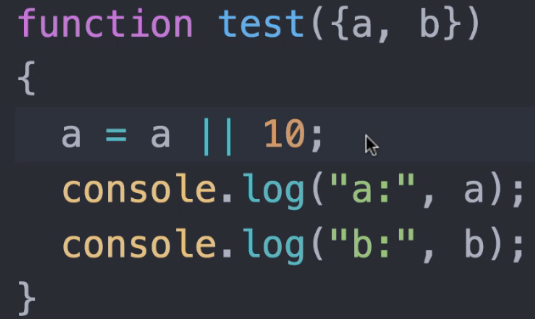 function test({a, b})
{
  a = a || 10;
  console.log("a:", a);
  console.log("b:", b);
}